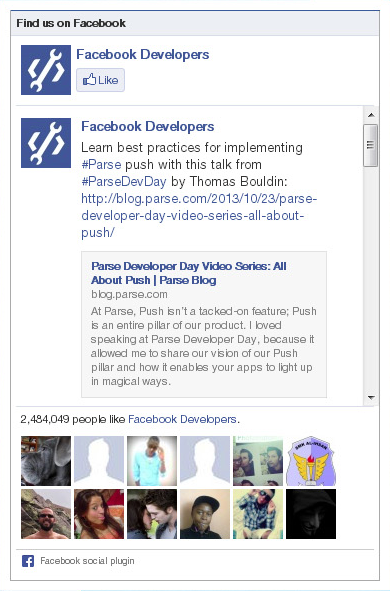 Find us on Facebook
Facebook Developers
Like
Facebook Developers
Learn best practices for implementing
#Parse push with this talk from
#ParseDevDay by Thomas Bouldin:
http://blog.parse.com/2013/10/23/parse-
developer-day-video-series-all-about-
push/
Parse Developer Day Video Series: All
About Push | Parse Blog
blog.parse.com
At Parse, Push isn't a tacked-on feature; Push
is an entire pillar of our product. I loved
speaking at Parse Developer Day, because it
allowed me to share our vision of our Push
pillar and how it enables your apps to light up
in magical ways.
2,484,049 people like Facebook Developers.
Facebook social plugin